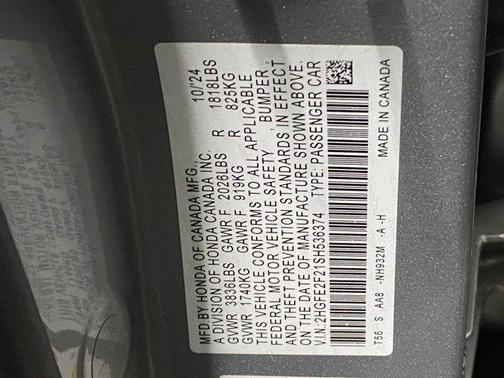 MFD BY HONDA OF CANADA MFG., 10/'24
A DIVISION OF HONDA CANADA INC.
GVWR 3836LBS GAWR F 2026LBS R 1818LBS
GVWR 1740KG GAWR F 919KG R 825KG
THIS VEHICLE CONFORMS TO ALL APPLICABLE
FEDERAL MOTOR VEHICLE SAFETY, BUMPER,
AND THEFT PREVENTION STANDARDS IN EFFECT
ON THE DATE OF MANUFACTURE SHOWN ABOVE.
V.I.N.:2HGFE2F21SH536374 TYPE: PASSENGER CAR
T56 S AA8 -NH932M -A -H MADE IN CANADA